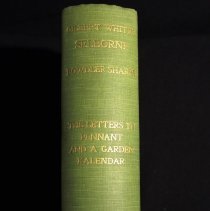 GILBERT WHITE'S
SELBORNE
BOWDLER SHARPE
THE LETTERS TO
PENNANT
AND A GARDEN
KALENDAR